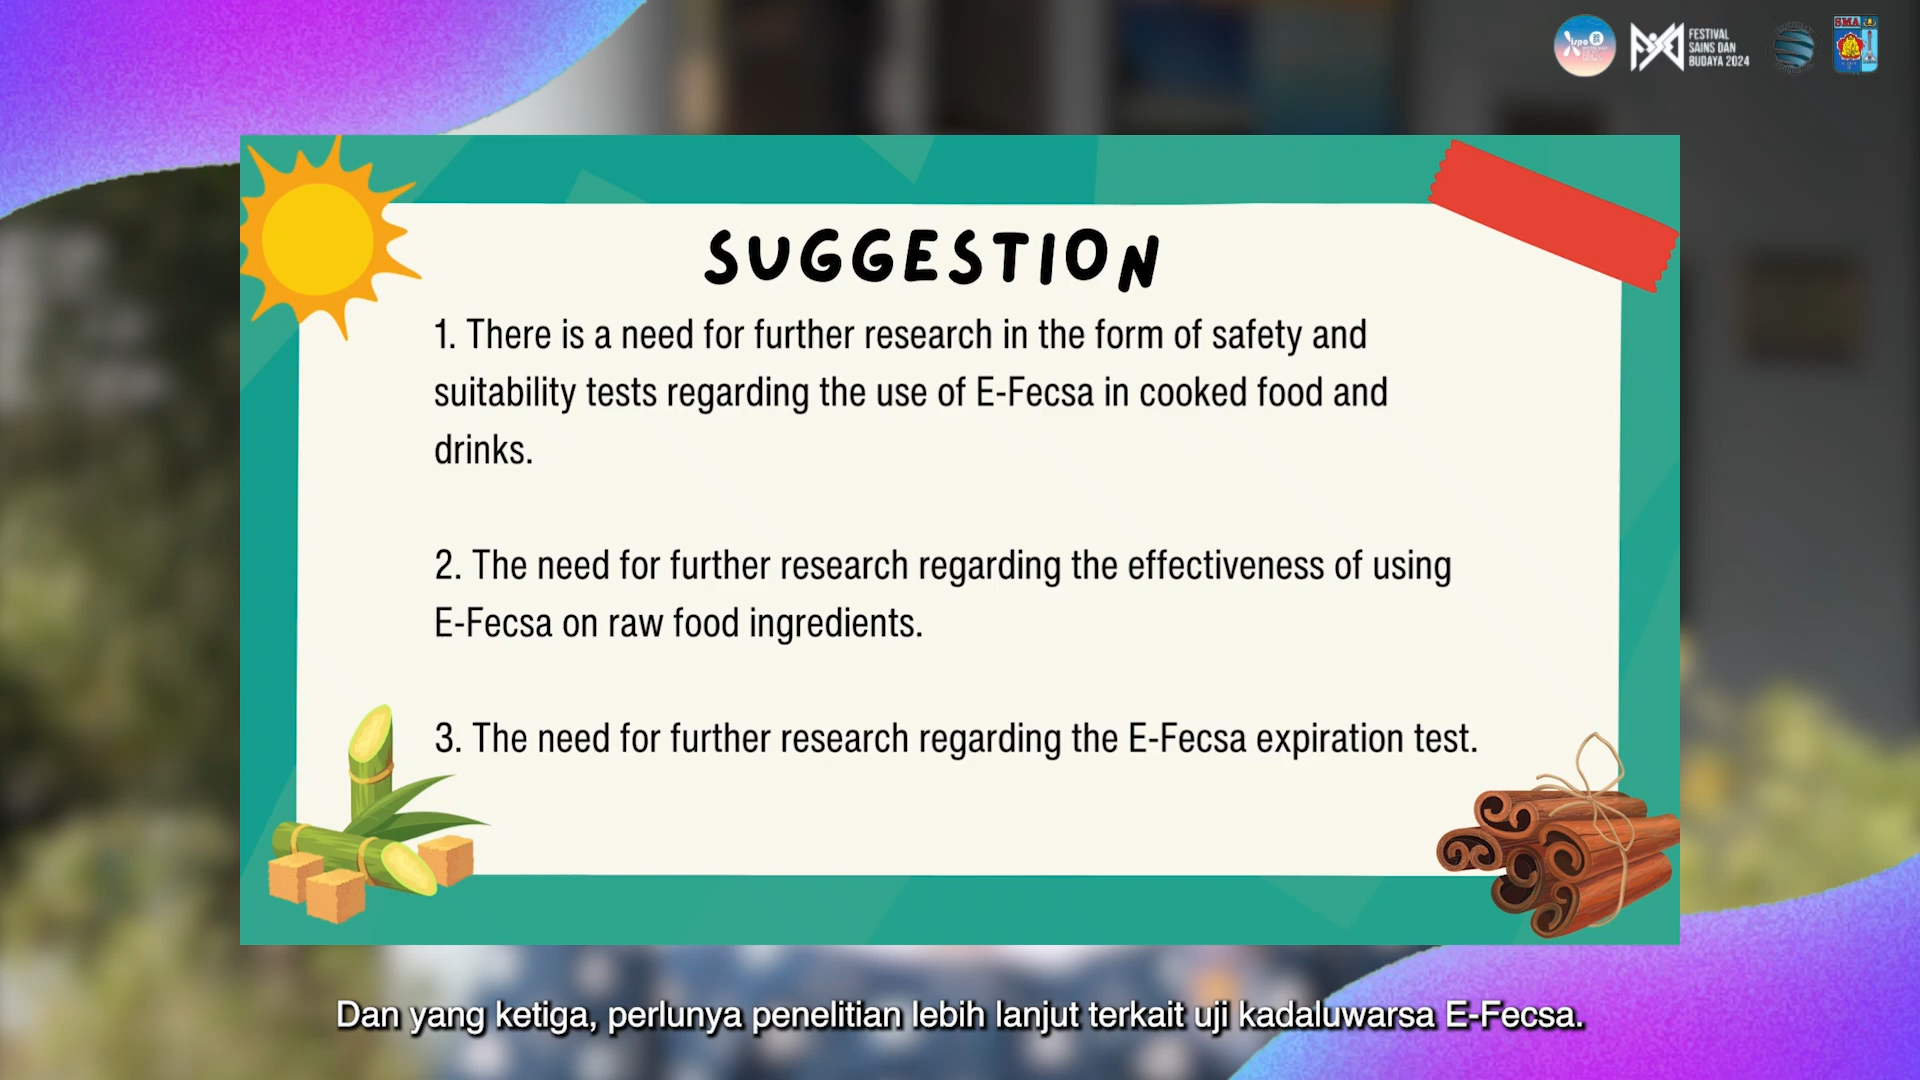 ispo
FESTIVAL
SAINS DAN
BUDAYA 2024
SMA
SUGGESTION
1. There is a need for further research in the form of safety and
suitability tests regarding the use of E-Fecsa in cooked food and
drinks.
2. The need for further research regarding the effectiveness of using
E-Fecsa on raw food ingredients.
3. The need for further research regarding the E-Fecsa expiration test.
Dan yang ketiga, perlunya penelitian lebih lanjut terkait uji kadaluwarsa E-Fecsa.